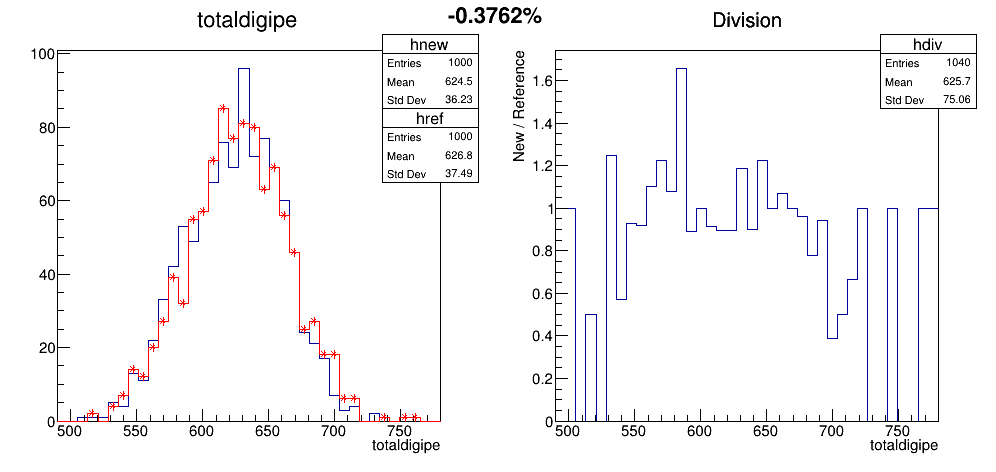 -0.3762%
totaldigipe
hnew
Entries 1000
Mean 624.5
Std Dev 36.23
href
Entries 1000
Mean 626.8
Std Dev 37.49
100
80
60
40
20
0
500 550 600 650 700 750
totaldigipe
Division
hdiv
Entries 1040
Mean 625.7
Std Dev 75.06
New / Reference
1.6
1.4
1.2
1
0.8
0.6
0.4
0.2
0
500 550 600 650 700 750
totaldigipe